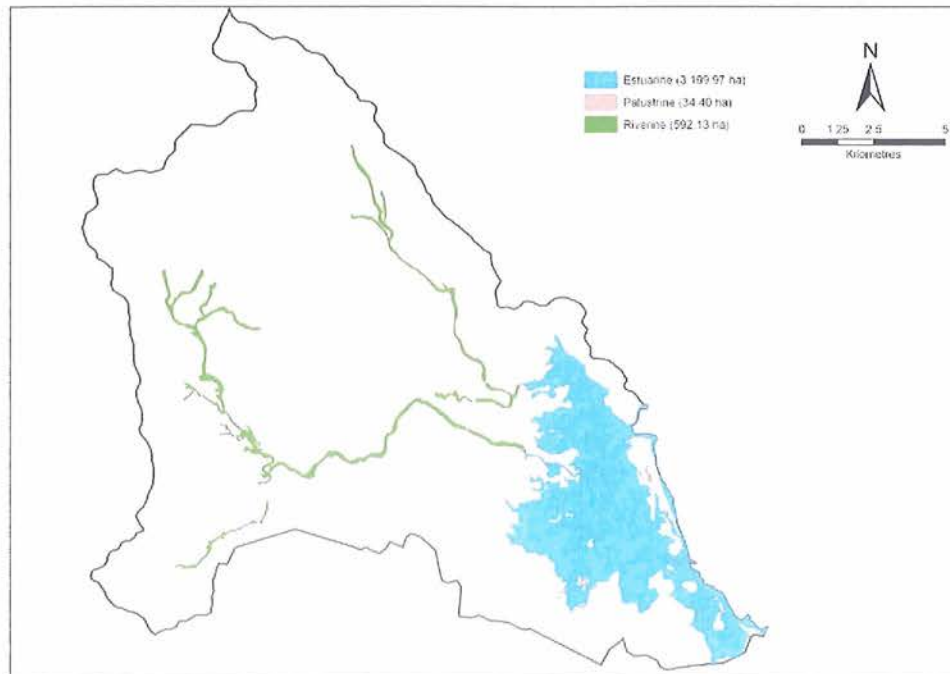 N
Estuarine (3 199.97 ha)
Palustrine (34.40 ha)
Riverine (592.13 ha)
0 1.25 2.5 5
Kilometres